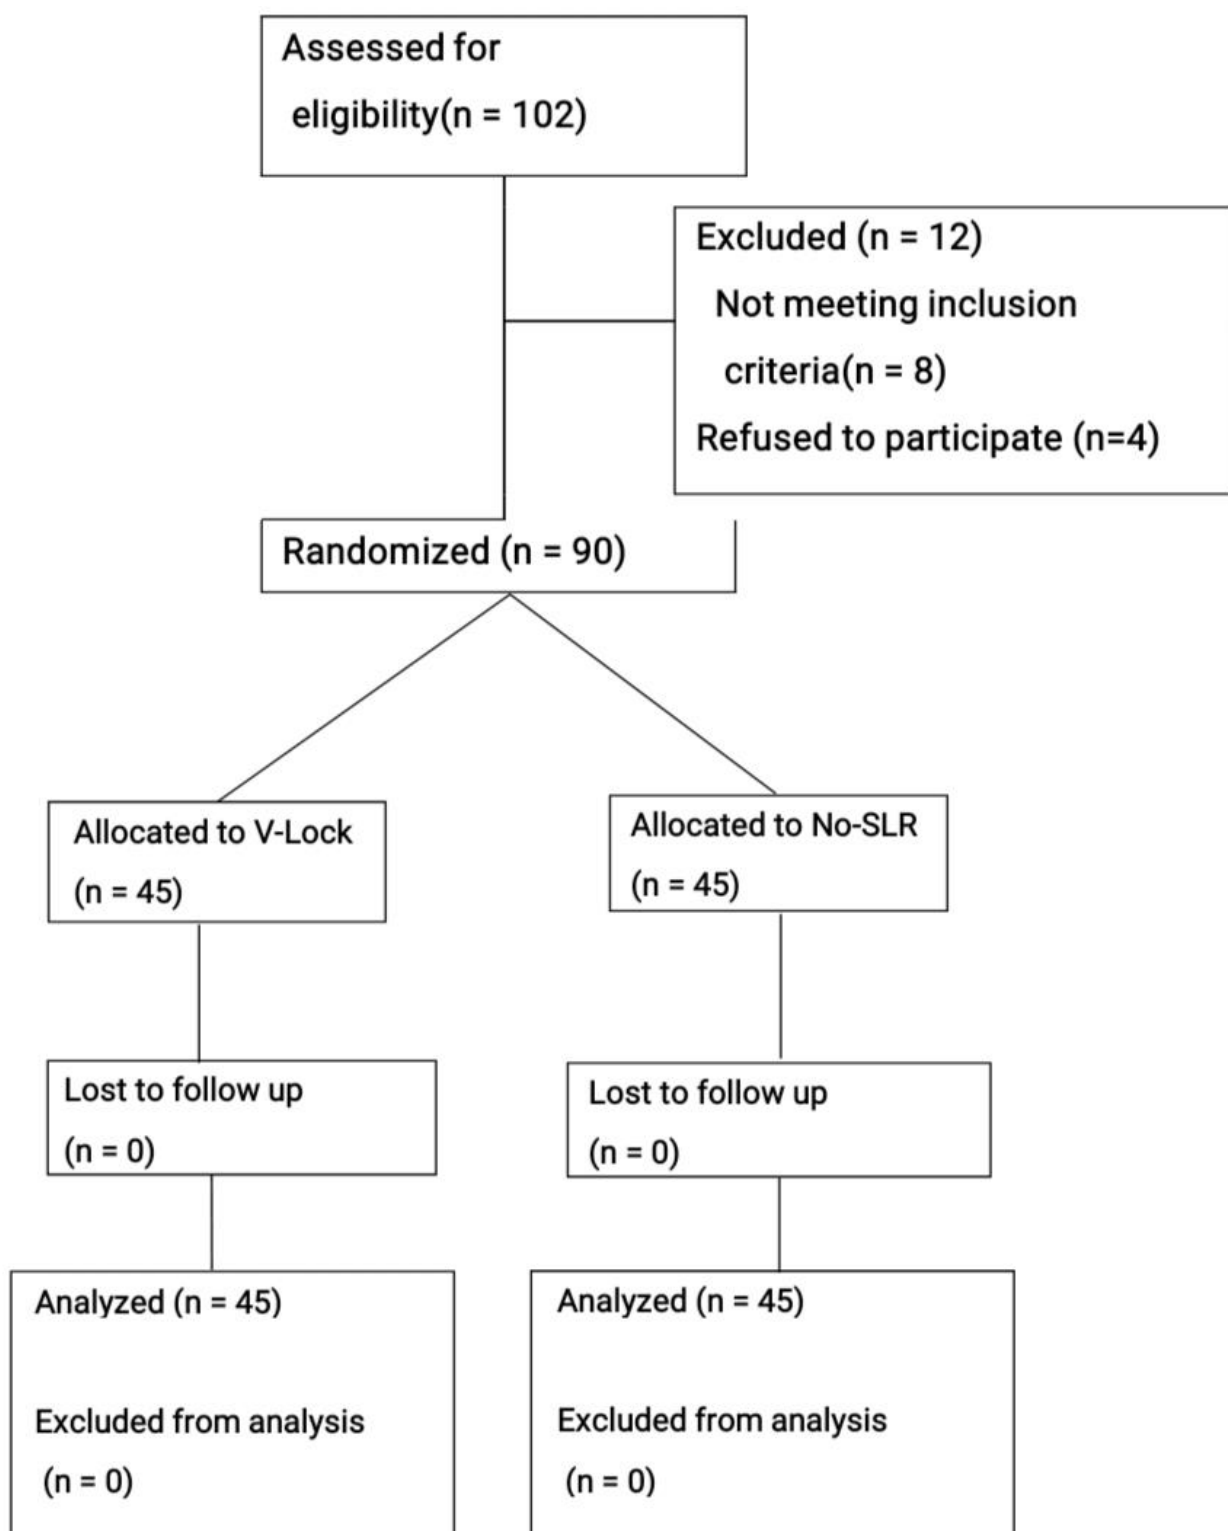 Assessed for
eligibility(n = 102)
Excluded (n = 12)
Not meeting inclusion
criteria(n = 8)
Refused to participate (n=4)
Randomized (n = 90)
Allocated to V-Lock
(n = 45)
Allocated to No-SLR
(n = 45)
Lost to follow up
(n = 0)
Lost to follow up
(n = 0)
Analyzed (n = 45)
Excluded from analysis
(n = 0)
Analyzed (n = 45)
Excluded from analysis
(n = 0)